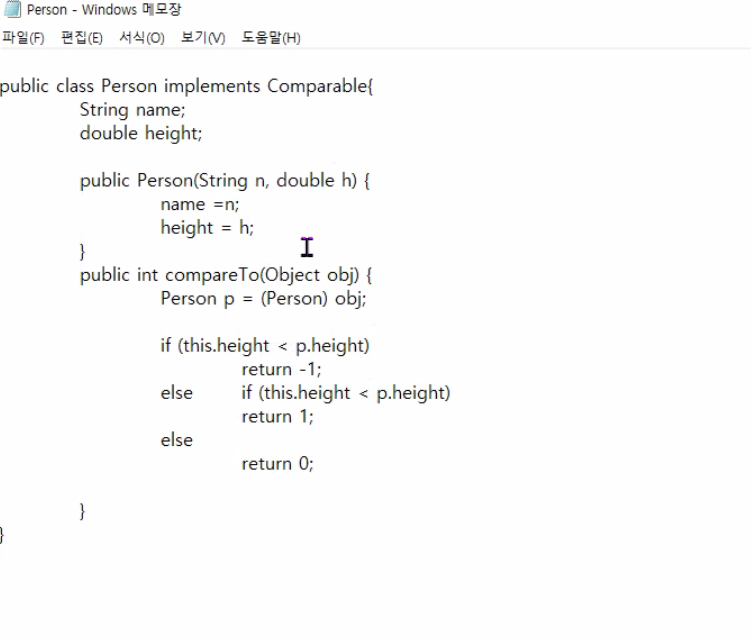 Person - Windows 메모장
파일(F) 편집(E) 서식(O) 보기(V) 도움말(H)
public class Person implements Comparable{
String name;
double height;
public Person(String n, double h) {
name =n;
height = h;
}
public int compareTo(Object obj) {
Person p = (Person) obj;
if (this.height < p.height)
return -1;
else if (this.height < p.height)
return 1;
else
return 0;
}
}